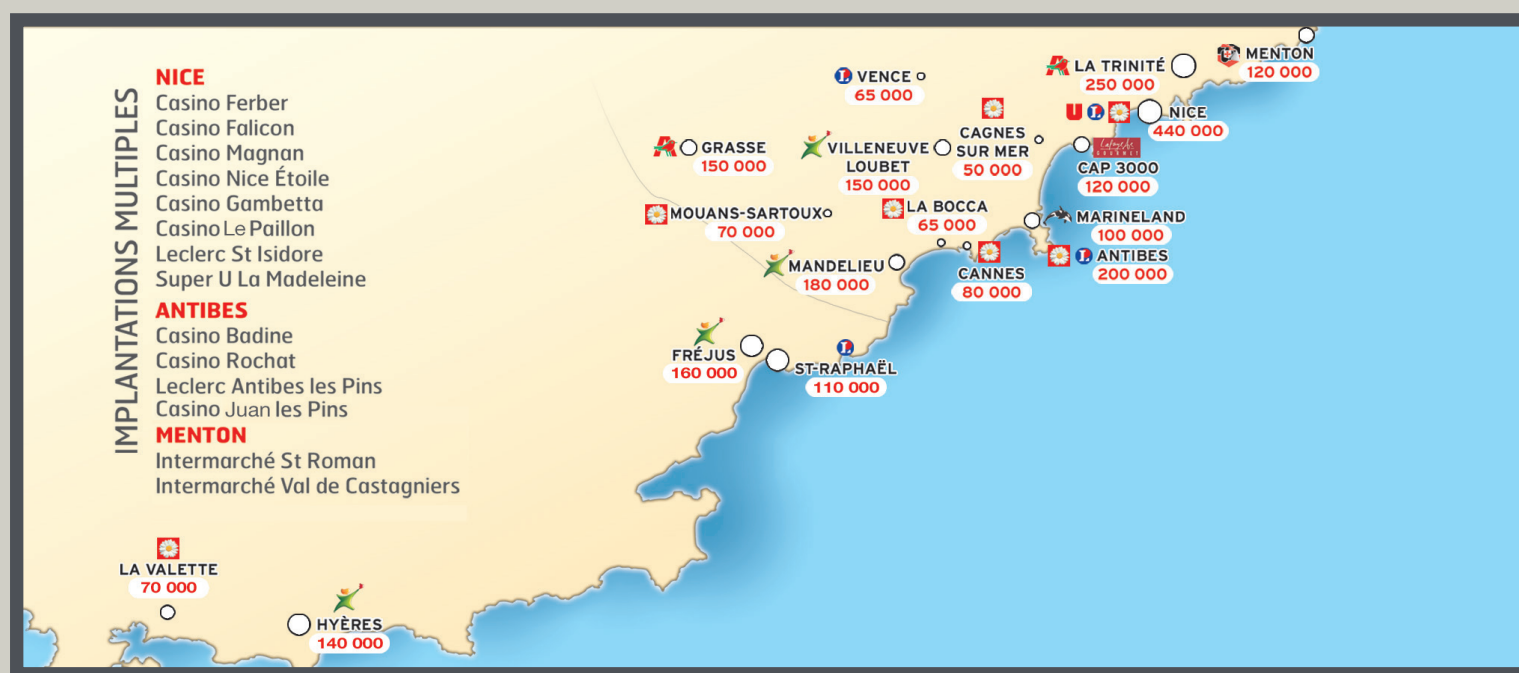 IMPLANTATIONS MULTIPLES
NICE
Casino Ferber
Casino Falicon
Casino Magnan
Casino Nice Étoile
Casino Gambetta
Casino Le Paillon
Leclerc St Isidore
Super U La Madeleine
ANTIBES
Casino Badine
Casino Rochat
Leclerc Antibes les Pins
Casino Juan les Pins
MENTON
Intermarché St Roman
Intermarché Val de Castagniers
MENTON
120 000
LA TRINITÉ
250 000
L
VENCE
65 000
U
L
NICE
440 000
CAGNES
SUR MER
50 000
GRASSE
150 000
VILLENEUVE
LOUBET
150 000
Lafayette
GOURMET
CAP 3000
120 000
MOUANS-SARTOUX
70 000
LA BOCCA
65 000
MARINELAND
100 000
L
ANTIBES
200 000
MANDELIEU
180 000
CANNES
80 000
FRÉJUS
160 000
L
ST-RAPHAËL
110 000
LA VALETTE
70 000
HYÈRES
140 000